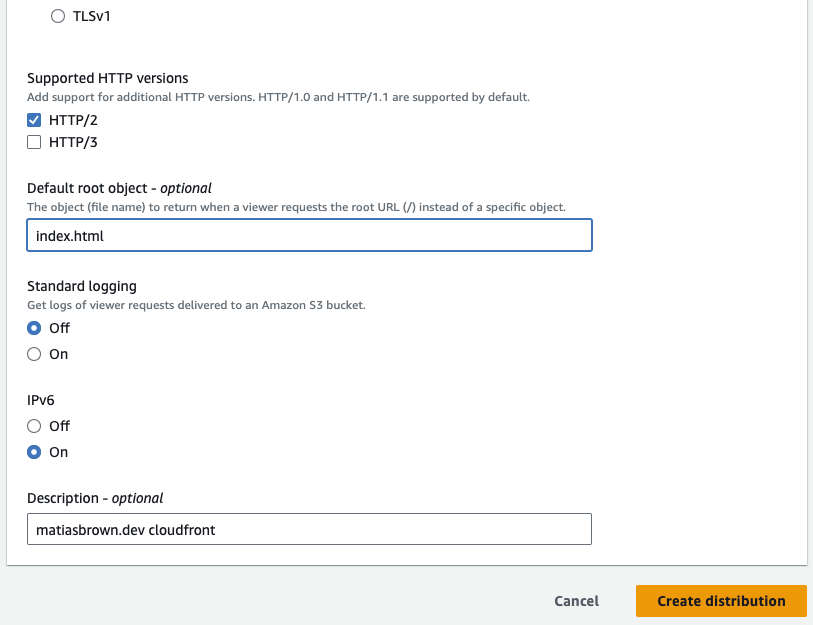 TLSv1
Supported HTTP versions
Add support for additional HTTP versions. HTTP/1.0 and HTTP/1.1 are supported by default.
HTTP/2
HTTP/3
Default root object - optional
The object (file name) to return when a viewer requests the root URL (/) instead of a specific object.
index.html
Standard logging
Get logs of viewer requests delivered to an Amazon S3 bucket.
Off
On
IPv6
Off
On
Description - optional
matiasbrown.dev cloudfront
Cancel Create distribution